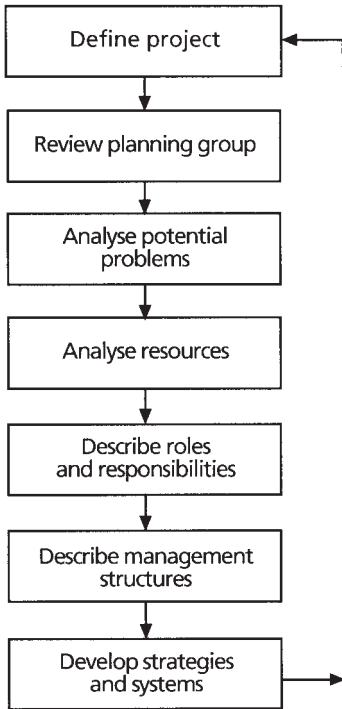 Define project
Review planning group
Analyse potential
problems
Analyse resources
Describe roles
and responsibilities
Describe management
structures
Develop strategies
and systems